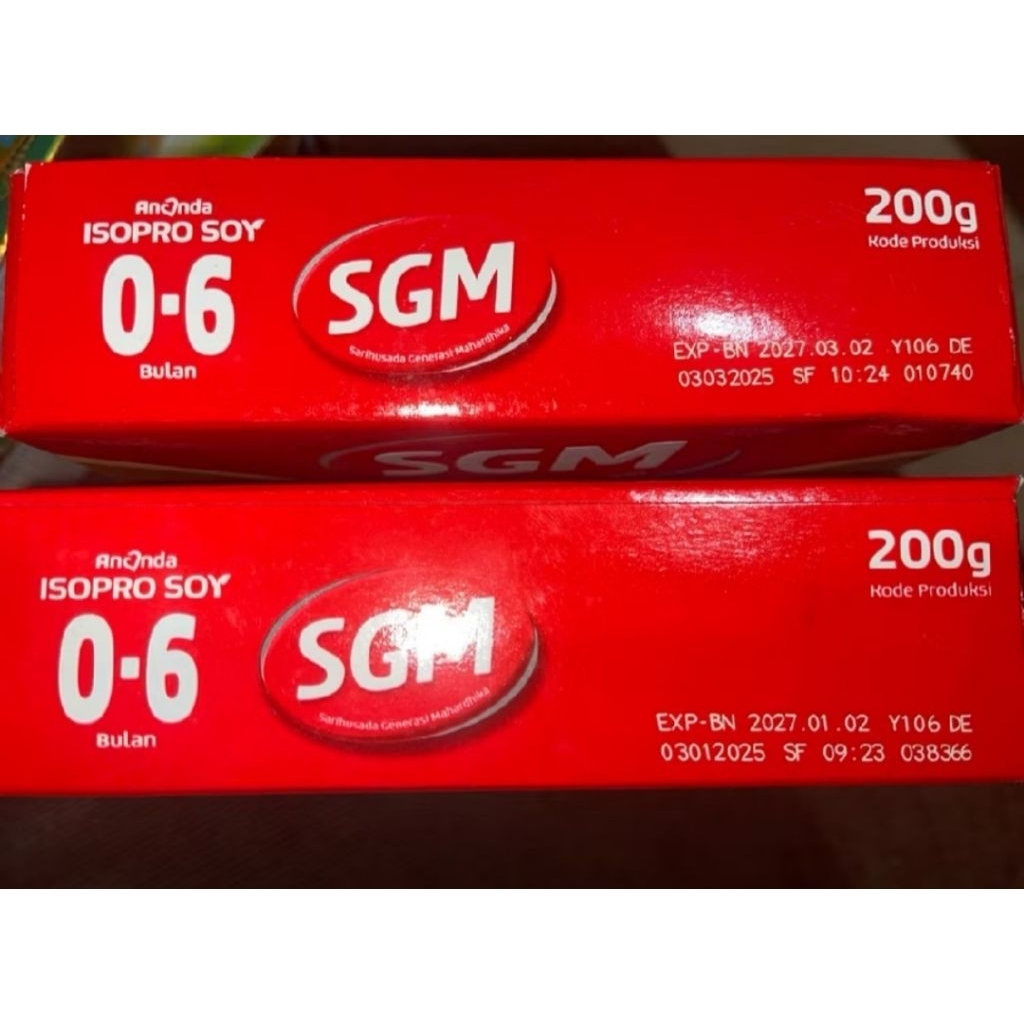 Ananda
ISOPRO SOY
0-6
Bulan
SGM
Sarihusada Generasi Mahardhika
200g
Kode Produksi
EXP-BN 2027.03.02 Y106 DE
03032025 SF 10:24 010740
SGM
Ananda
ISOPRO SOY
0-6
Bulan
SGM
Sarihusada Generasi Mahardhika
200g
Kode Produksi
EXP-BN 2027.01.02 Y106 DE
03012025 SF 09:23 038366